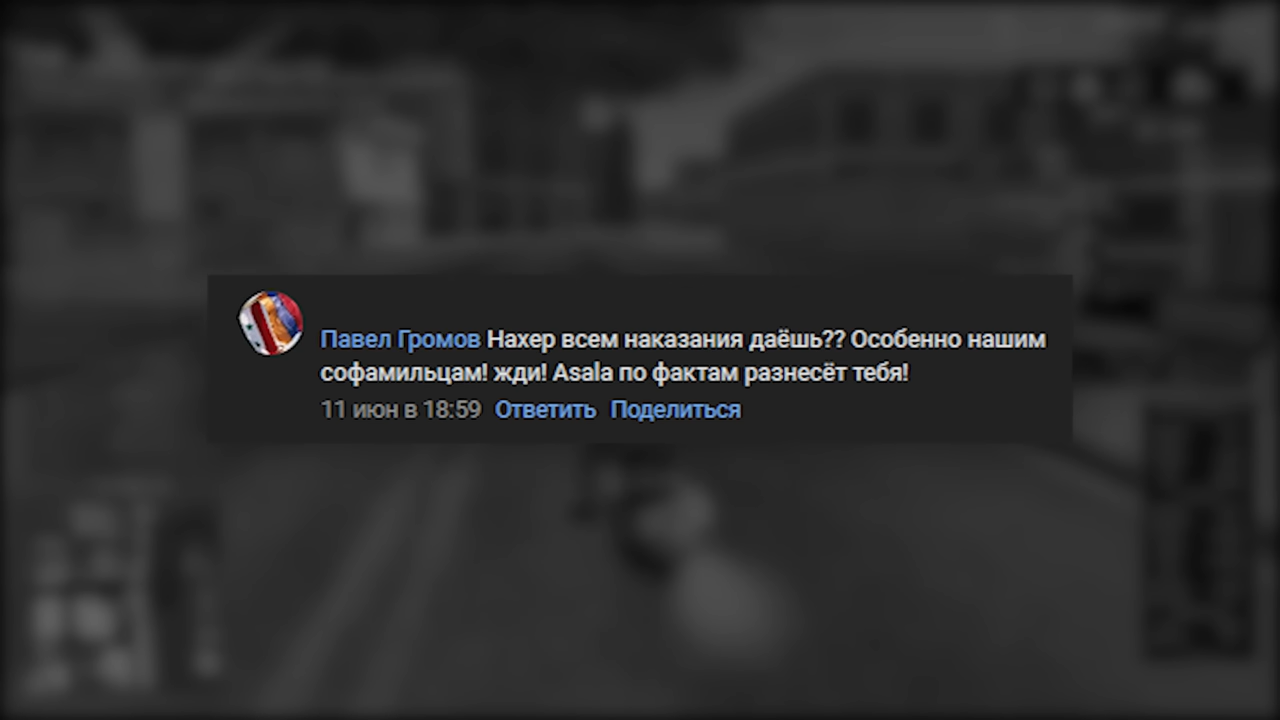 Павел Громов Нахер всем наказания даёшь?? Особенно нашим
софамильцам! жди! Asala по фактам разнесёт тебя!
11 июн в 18:59 Ответить Поделиться